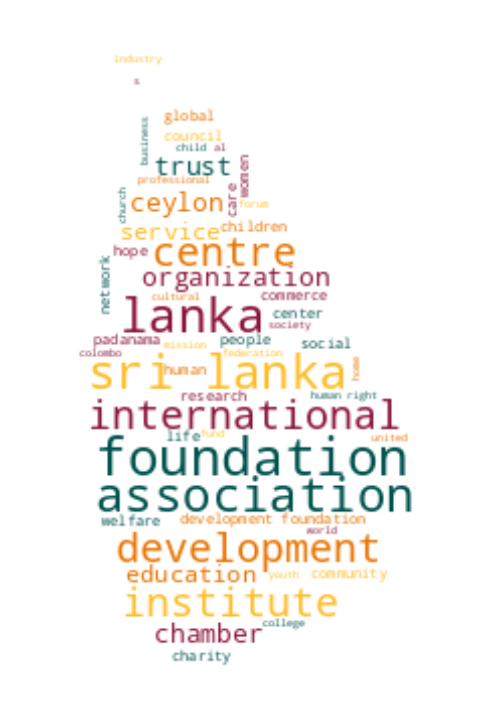 industry
s
global
business
council
child al
trust
women
professional
care
church
ceylon forum
service children
hope centre
network
organization
cultural commerce
lanka center
society
padanama mission people social
colombo federation
sri lanka
human home
research human right
international
life fund united
foundation
association
welfare development foundation
world
development
education youth community
institute
college
chamber
charity